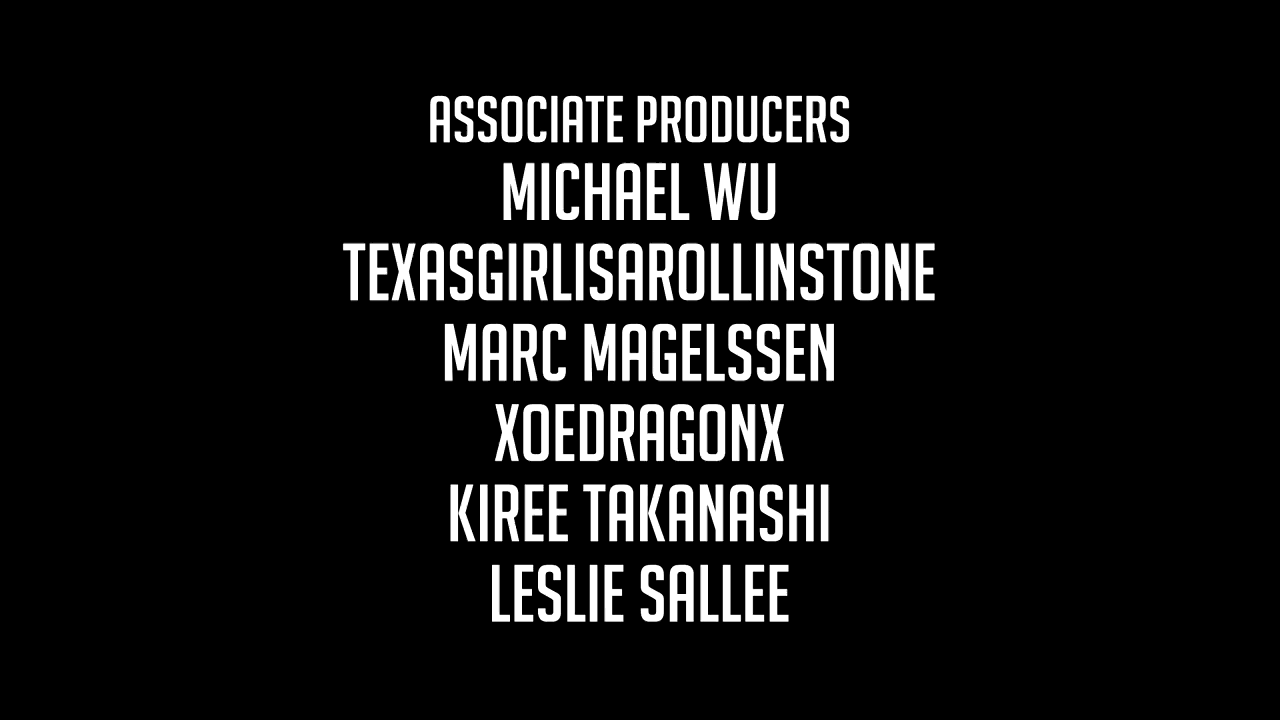 ASSOCIATE PRODUCERS
MICHAEL WU
TEXASGIRLISAROLLINSTONE
MARC MAGELSSEN
XOEDRAGONX
KIREE TAKANASHI
LESLIE SALLEE